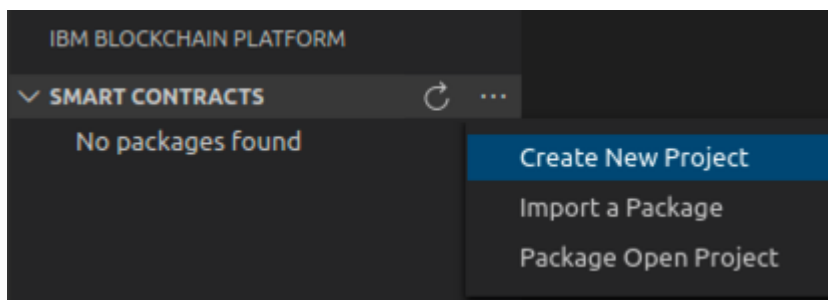 IBM BLOCKCHAIN PLATFORM
SMART CONTRACTS
No packages found
Create New Project
Import a Package
Package Open Project